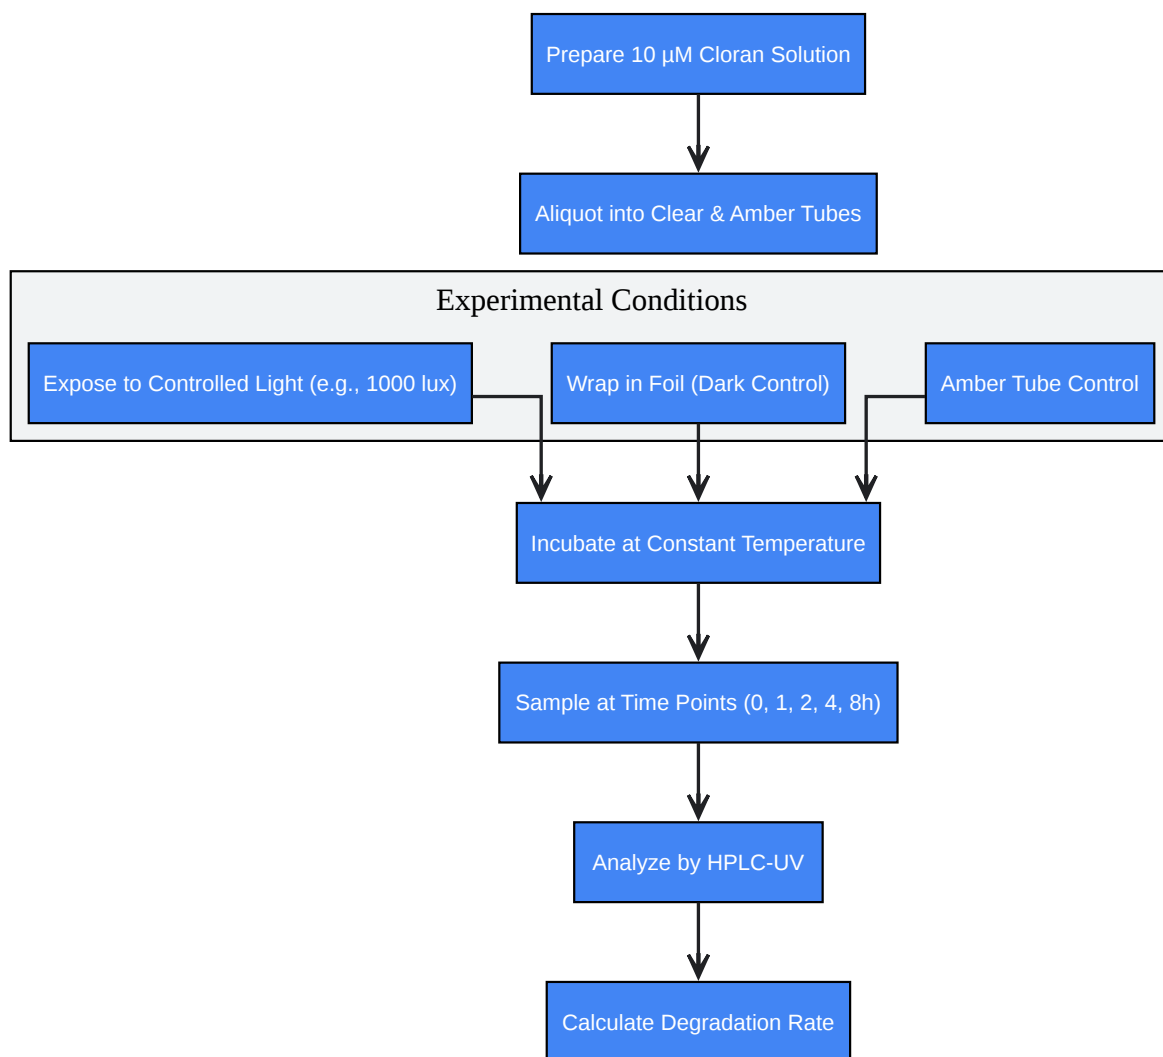 Prepare 10 µM Cloran Solution
Aliquot into Clear & Amber Tubes
Experimental Conditions
Expose to Controlled Light (e.g., 1000 lux)
Wrap in Foil (Dark Control)
Amber Tube Control
Incubate at Constant Temperature
Sample at Time Points (0, 1, 2, 4, 8h)
Analyze by HPLC-UV
Calculate Degradation Rate